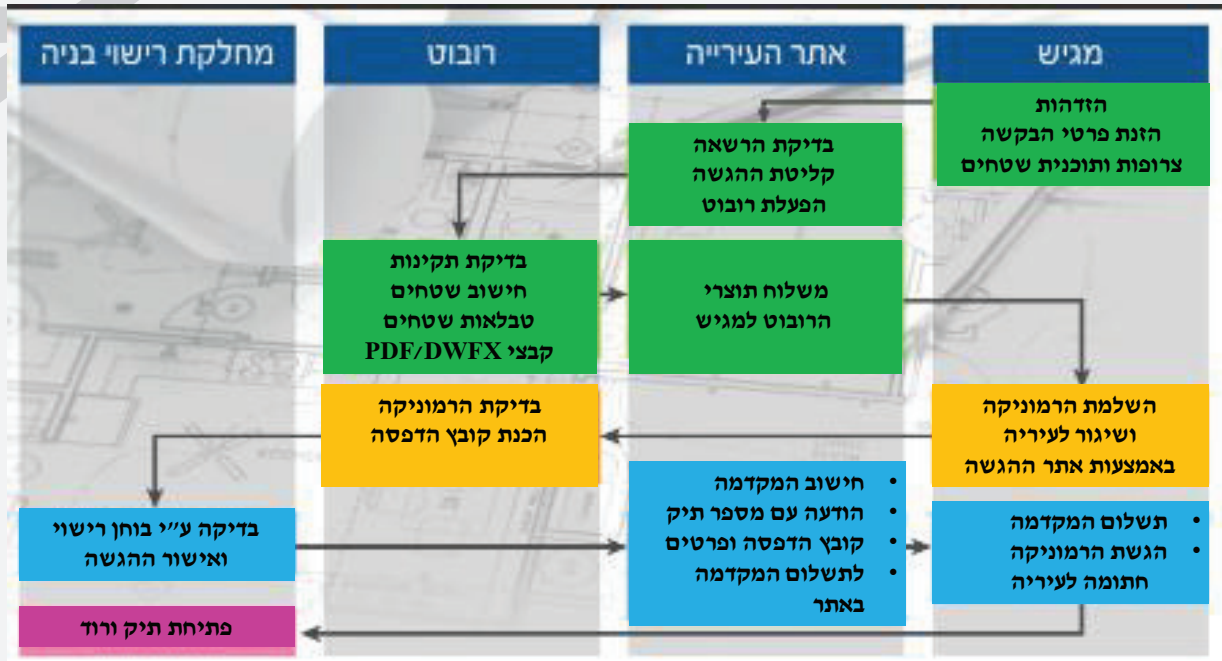 מגיש
אתר העירייה
רובוט
מחלקת רישוי בניה
הזדהות
הזנת פרטי הבקשה
צרופות ותוכנית שטחים
בדיקת הרשאה
קליטת ההגשה
הפעלת רובוט
בדיקת תקינות
חישוב שטחים
טבלאות שטחים
קבצי PDF/DWFX
משלוח תוצרי
הרובוט למגיש
השלמת הרמוניקה
ושיגור לעיריה
באמצעות אתר ההגשה
בדיקת הרמוניקה
הכנת קובץ הדפסה
בדיקה ע״י בוחן רישוי
ואישור ההגשה
• חישוב המקדמה
• הודעה עם מספר תיק
• קובץ הדפסה ופרטים
• לתשלום המקדמה
באתר
• תשלום המקדמה
• הגשת הרמוניקה
חתומה לעיריה
פתיחת תיק ורוד